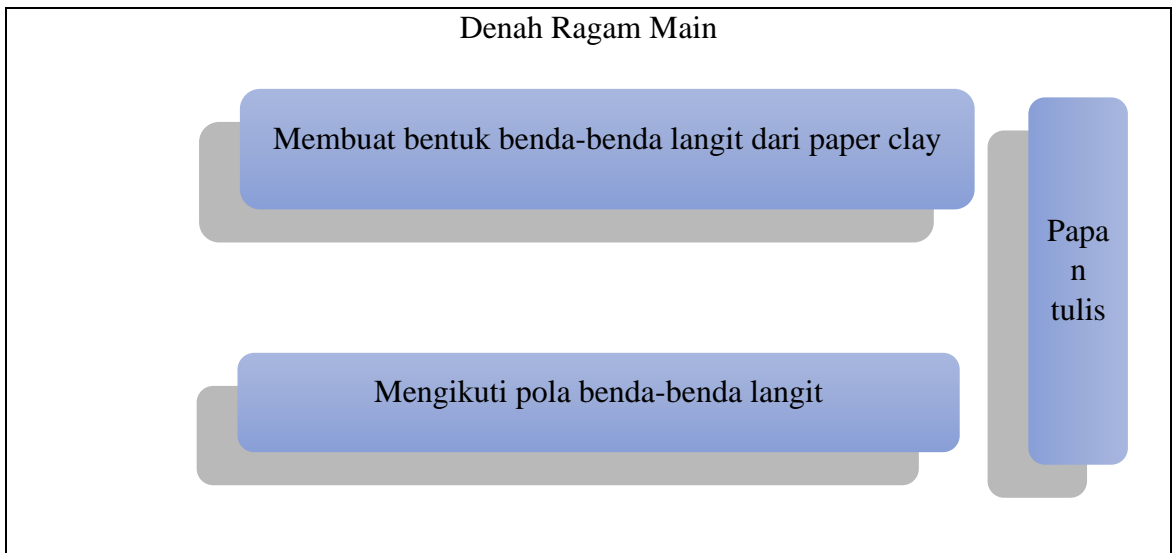 Denah Ragam Main
Membuat bentuk benda-benda langit dari paper clay
Papa
n
tulis
Mengikuti pola benda-benda langit